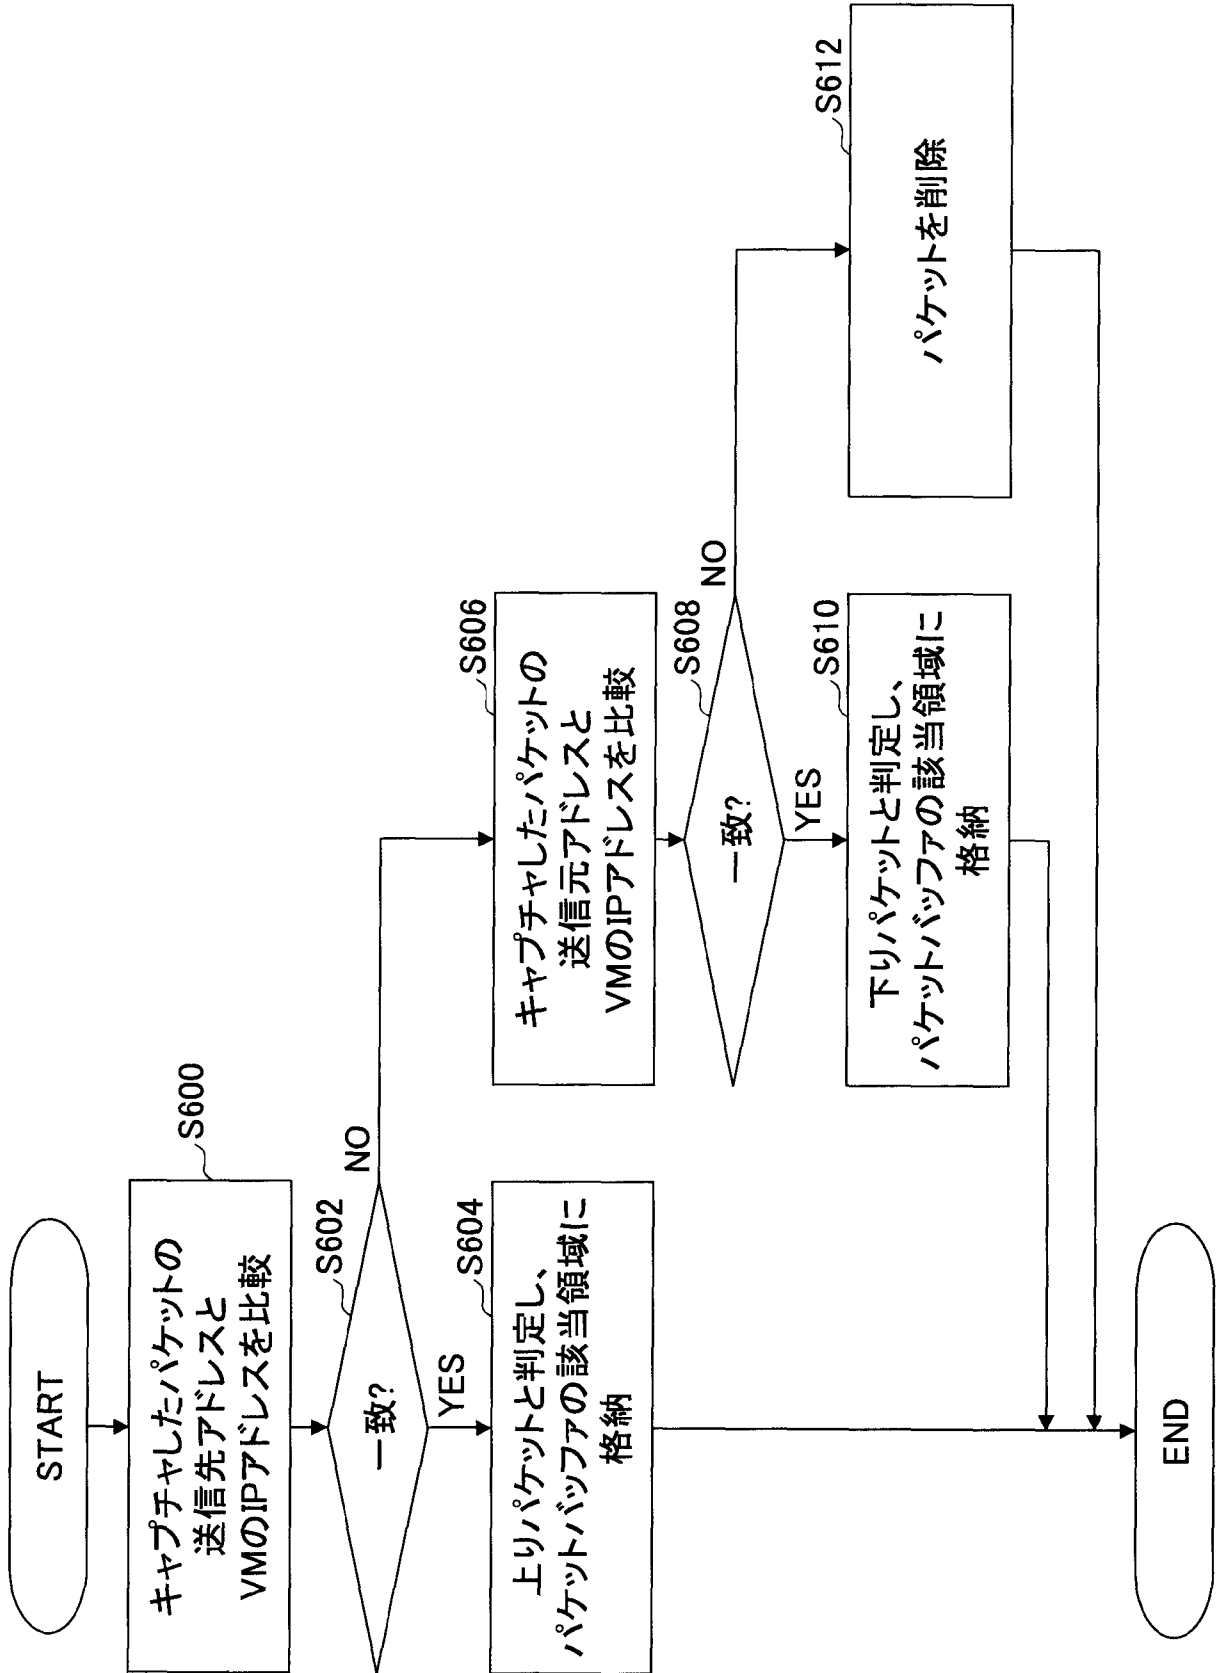 START
S600
キャプチャしたパケットの
送信先アドレスと
VMのIPアドレスを比較
S602
一致?
NO
YES
S604
上りパケットと判定し、
パケットバッファの該当領域に
格納
S606
キャプチャしたパケットの
送信元アドレスと
VMのIPアドレスを比較
S608
一致?
NO
YES
S610
下りパケットと判定し、
パケットバッファの該当領域に
格納
S612
パケットを削除
END